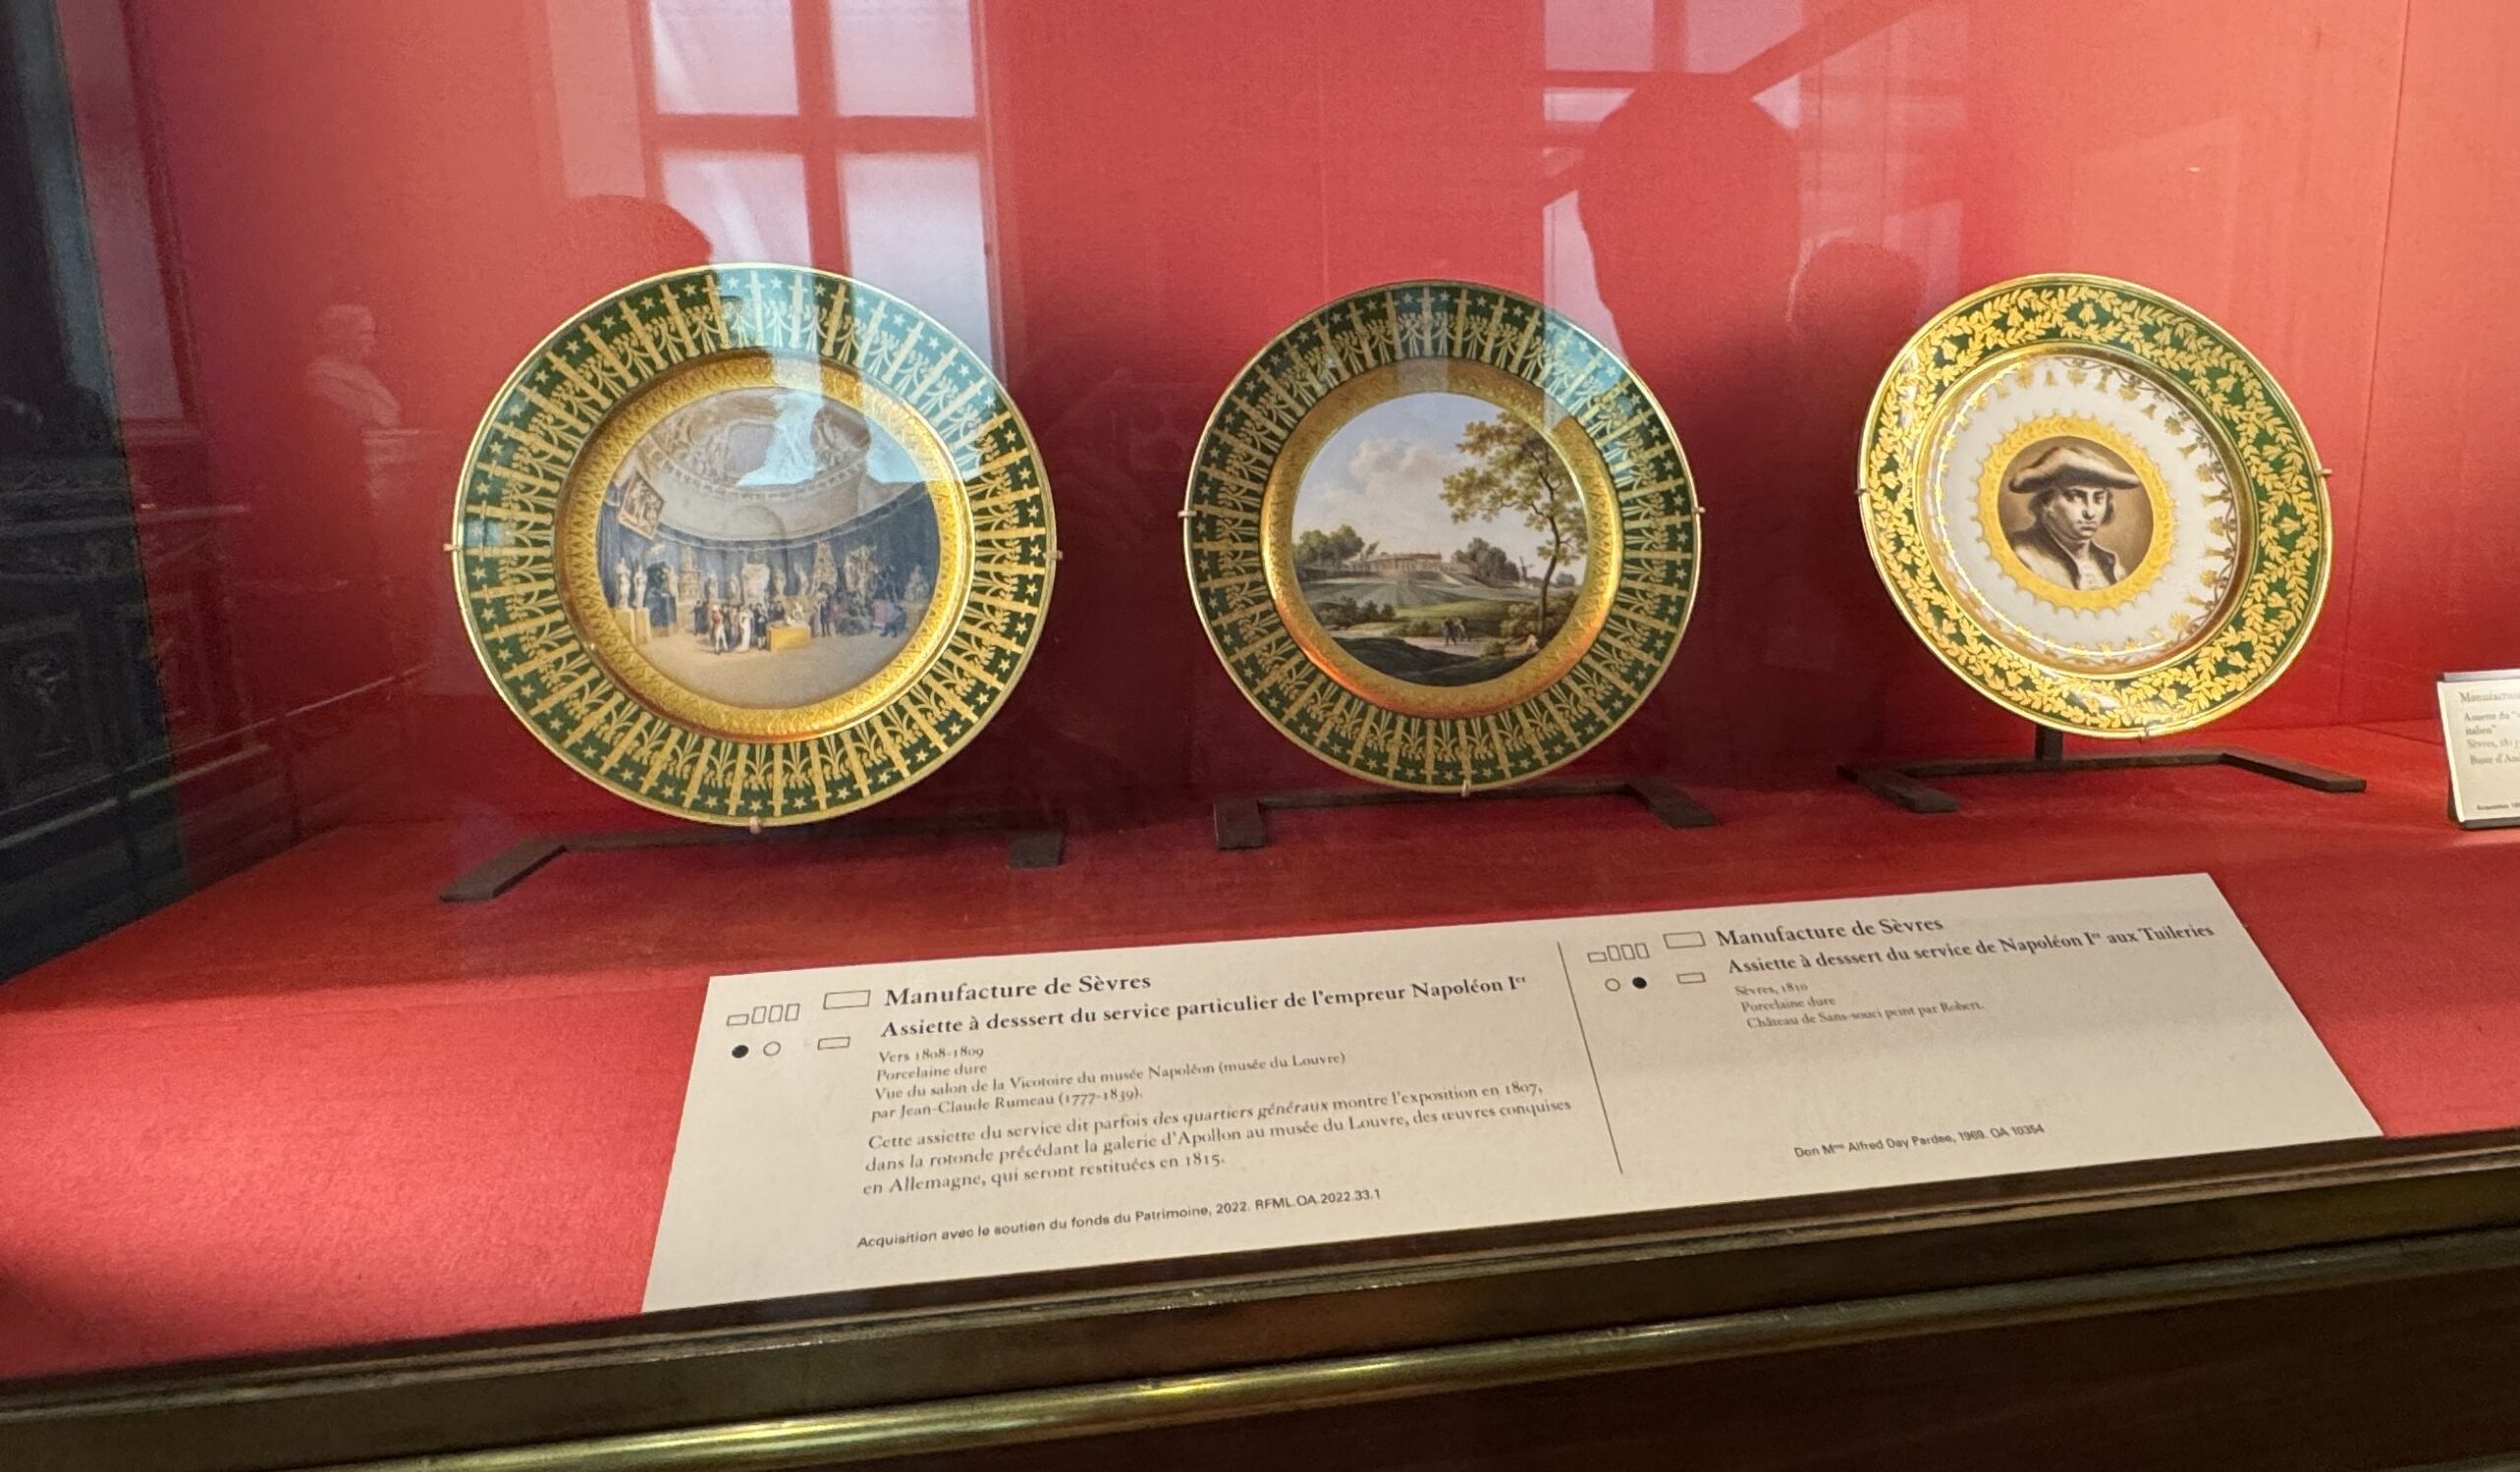 Manufacture de Sèvres
Assiette à desssert du service particulier de l'empreur Napoléon Iᵉʳ
Vers 1808-1809
Porcelaine dure
Vue du salon de la Vicotoire du musée Napoléon (musée du Louvre)
par Jean-Claude Rumeau (1777-1839).
Cette assiette du service dit parfois des quartiers généraux montre l'exposition en 1807,
dans la rotonde précédant la galerie d'Apollon au musée du Louvre, des œuvres conquises
en Allemagne, qui seront restituées en 1815.
Acquisition avec le soutien du fonds du Patrimoine, 2022. RFML.OA.2022.33.1
Manufacture de Sèvres
Assiette à desssert du service de Napoléon Iᵉʳ aux Tuileries
Sèvres, 1810
Porcelaine dure
Château de Sans-souci peint par Robert.
Don Mᵐᵉ Alfred Day Pardee, 1969. OA 10354
Assiette du
italien"
Sèvres,
Buste